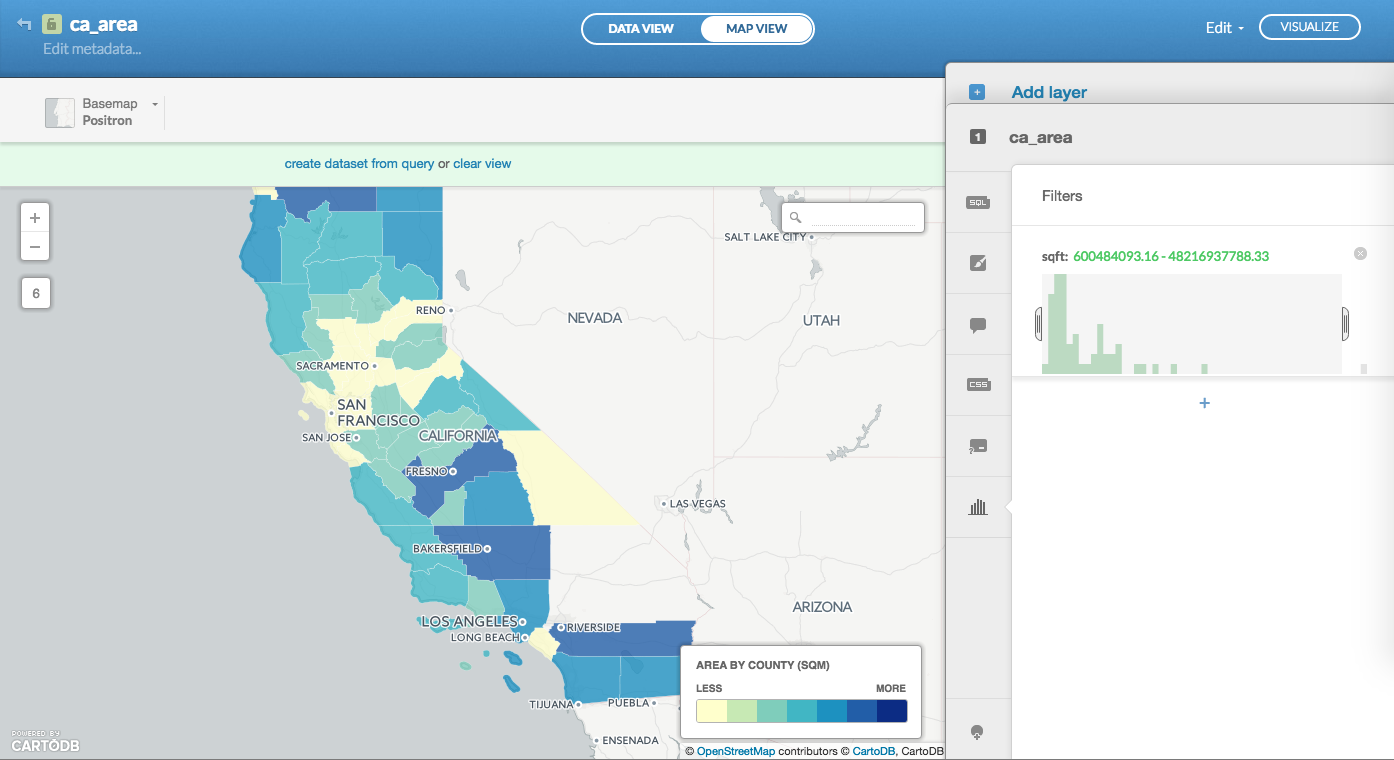 ca_area
Edit metadata...
DATA VIEW
MAP VIEW
Edit
VISUALIZE
Basemap
Positron
Add layer
1
ca_area
create dataset from query or clear view
Filters
SQL
+
−
6
SALT LAKE CITY
sqft: 600484093.16 - 48216937788.33
RENO
NEVADA
UTAH
SACRAMENTO
CSS
SAN
FRANCISCO
+
SAN JOSE
CALIFORNIA
?
FRESNO
LAS VEGAS
BAKERSFIELD
ARIZONA
LOS ANGELES
RIVERSIDE
LONG BEACH
AREA BY COUNTY (SQM)
LESS
MORE
TIJUANA
PUEBLA
ENSENADA
POWERED BY
CARTODB
© OpenStreetMap contributors © CartoDB, CartoDB